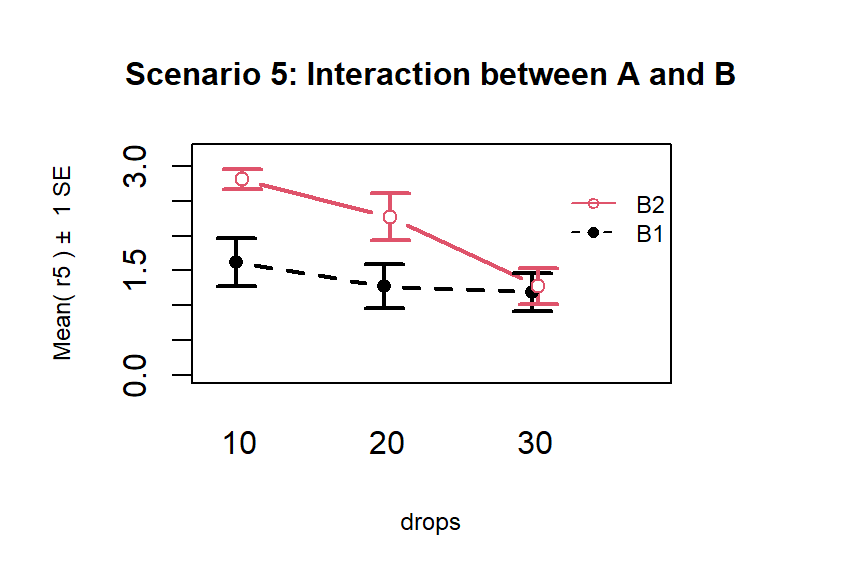 Scenario 5: Interaction between A and B
Mean( r5 ) ± 1 SE
3.0
1.5
0.0
B2
B1
10 20 30
drops